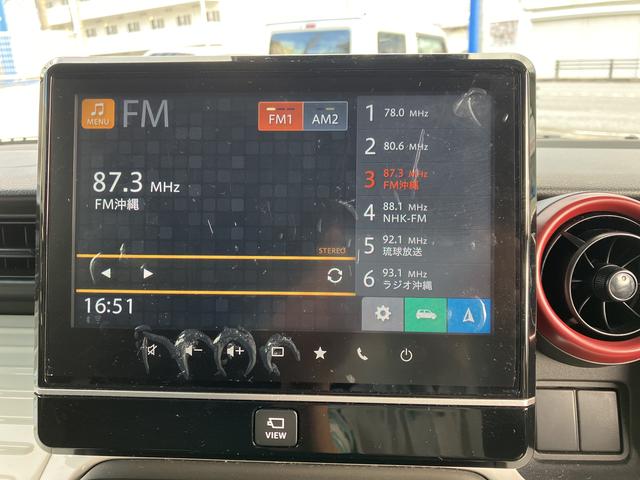 MENU
FM
FM1
AM2
87.3 MHz
FM沖縄
STEREO
16:51
1 78.0 MHz
2 80.6 MHz
3 87.3 MHz
FM沖縄
4 88.1 MHz
NHK-FM
5 92.1 MHz
琉球放送
6 93.1 MHz
ラジオ沖縄
VIEW